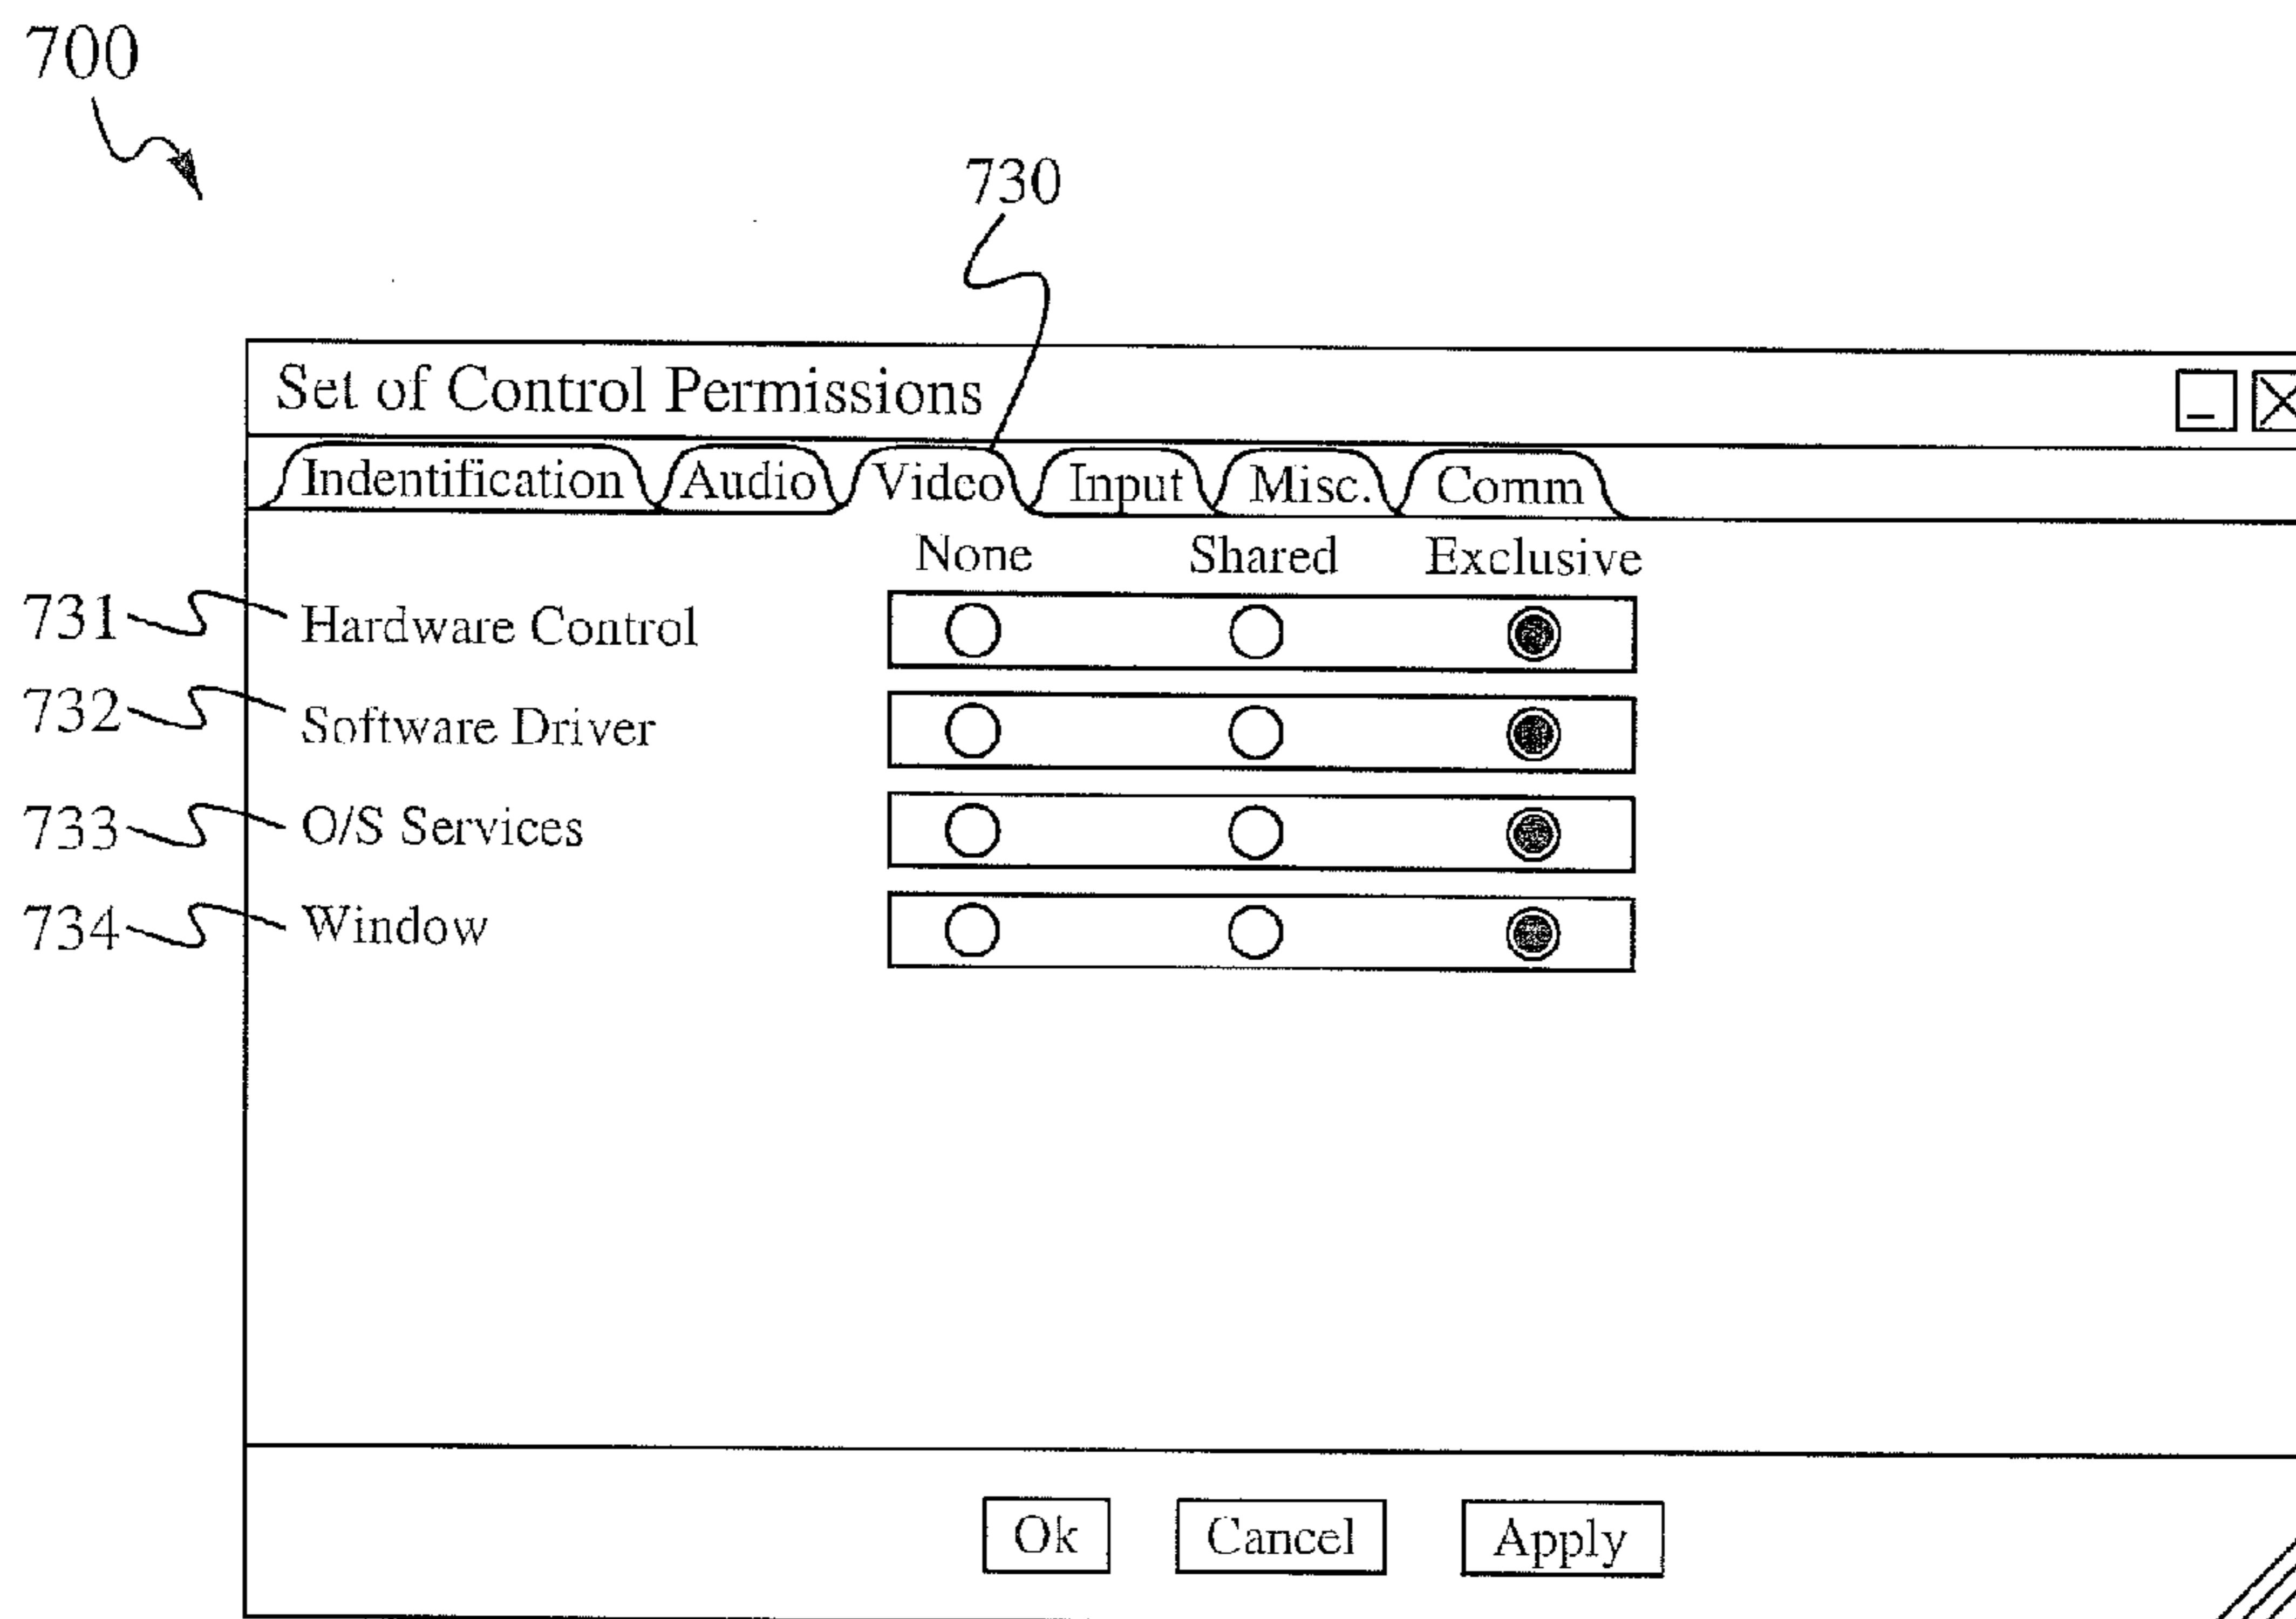 700
730
Set of Control Permissions
Indentification Audio Video Input Misc. Comm
None Shared Exclusive
731 Hardware Control
732 Software Driver
733 O/S Services
734 Window
Ok Cancel Apply